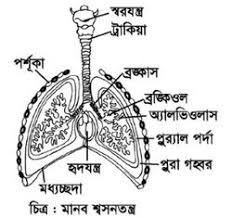 স্বরযন্ত্র
ট্রাকিয়া
পর্শুকা
ব্রঙ্কাস
ব্রঙ্কিওল
অ্যালভিওলাস
প্লুর‍্যাল পর্দা
প্লুরা গহ্বর
হৃদযন্ত্র
মধ্যচ্ছদা
চিত্র : মানব শ্বসনতন্ত্র